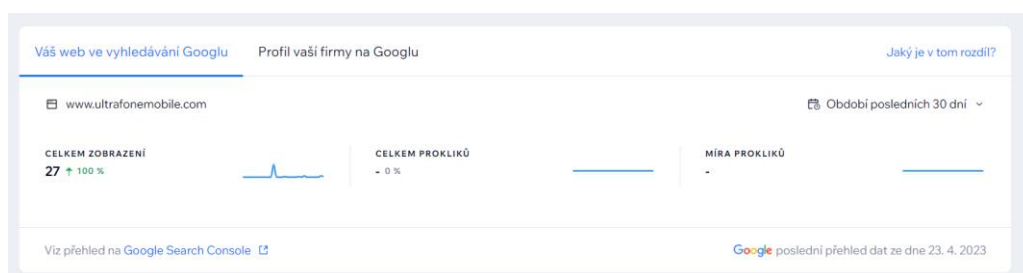 Váš web ve vyhledávání Googlu Profil vaší firmy na Googlu Jaký je v tom rozdíl?
www.ultrafonemobile.com Období posledních 30 dní
CELKEM ZOBRAZENÍ CELKEM PROKLIKŮ MÍRA PROKLIKŮ
27 ↑ 100 % - 0 % -
Viz přehled na Google Search Console Google poslední přehled dat ze dne 23. 4. 2023